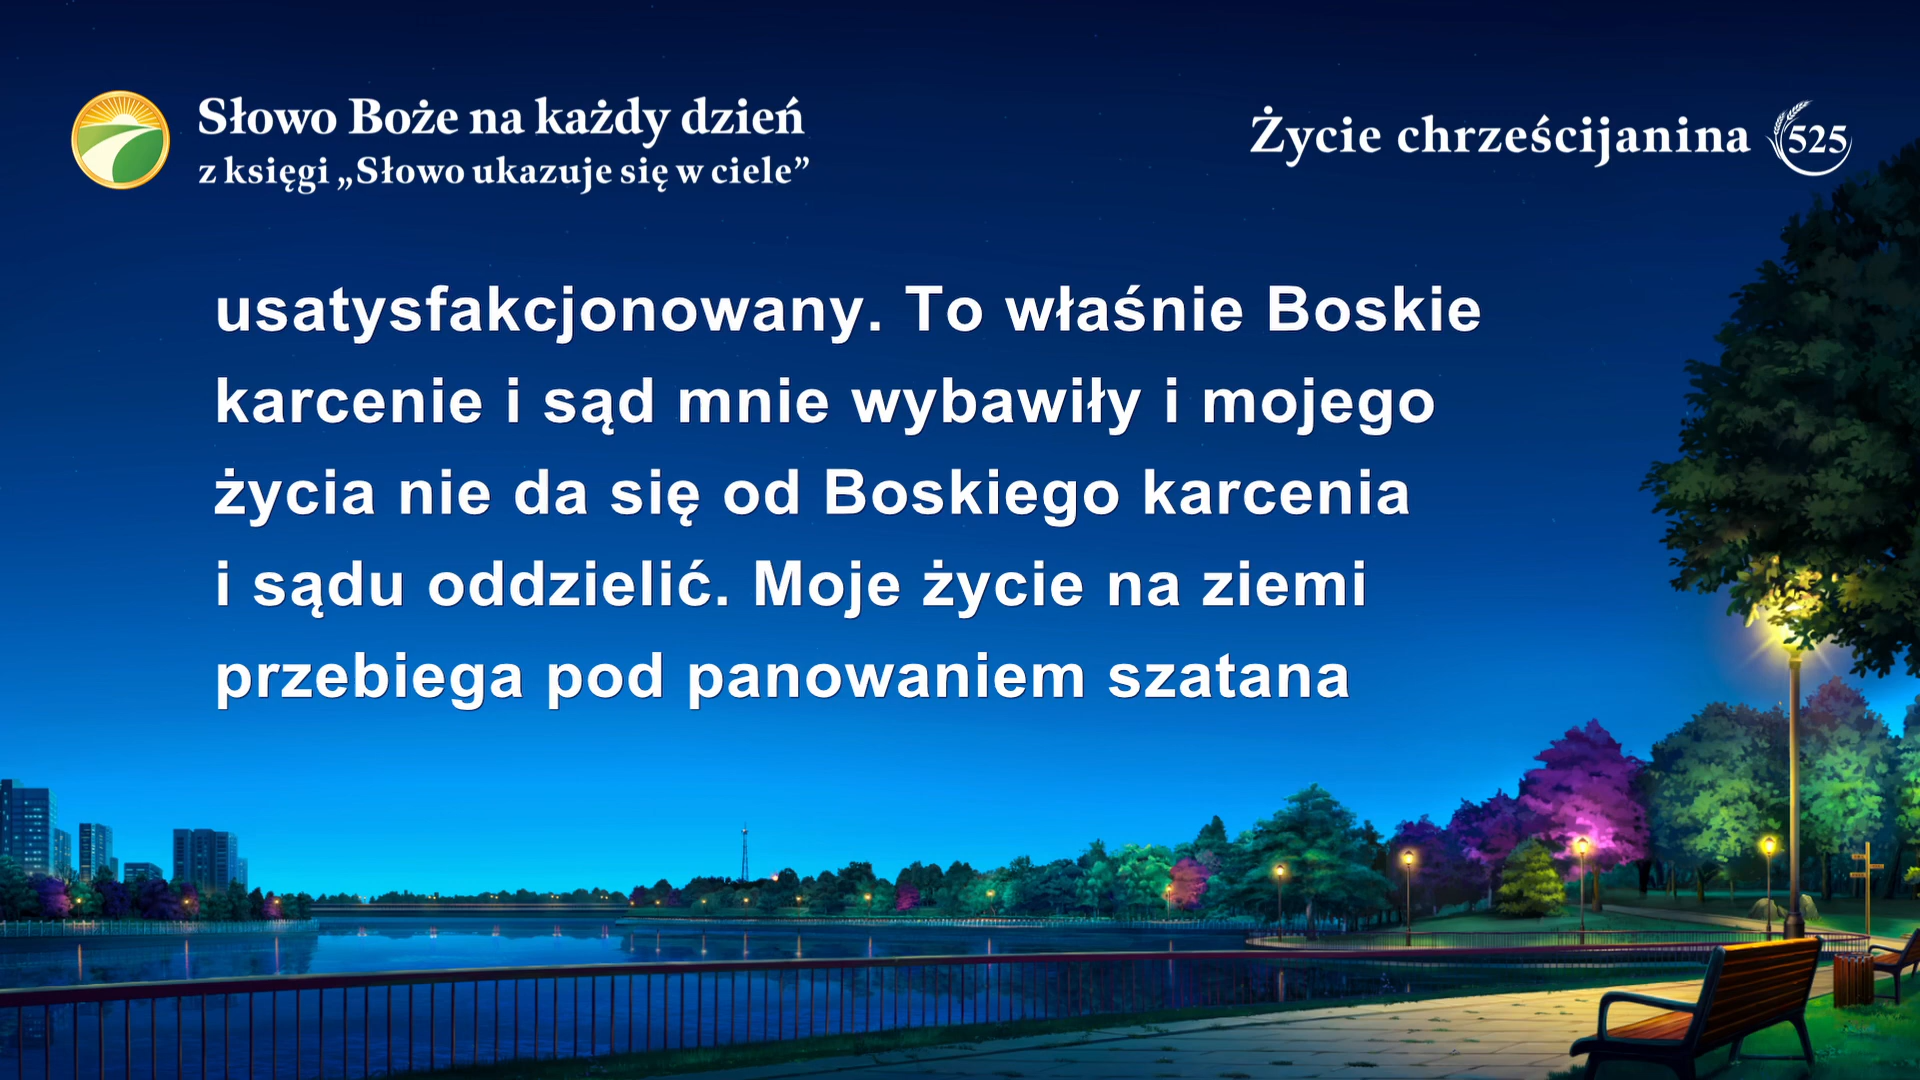 Słowo Boże na każdy dzień
z księgi „Słowo ukazuje się w ciele”
Życie chrześcijanina 525
usatysfakcjonowany. To właśnie Boskie
karcenie i sąd mnie wybawiły i mojego
życia nie da się od Boskiego karcenia
i sądu oddzielić. Moje życie na ziemi
przebiega pod panowaniem szatana